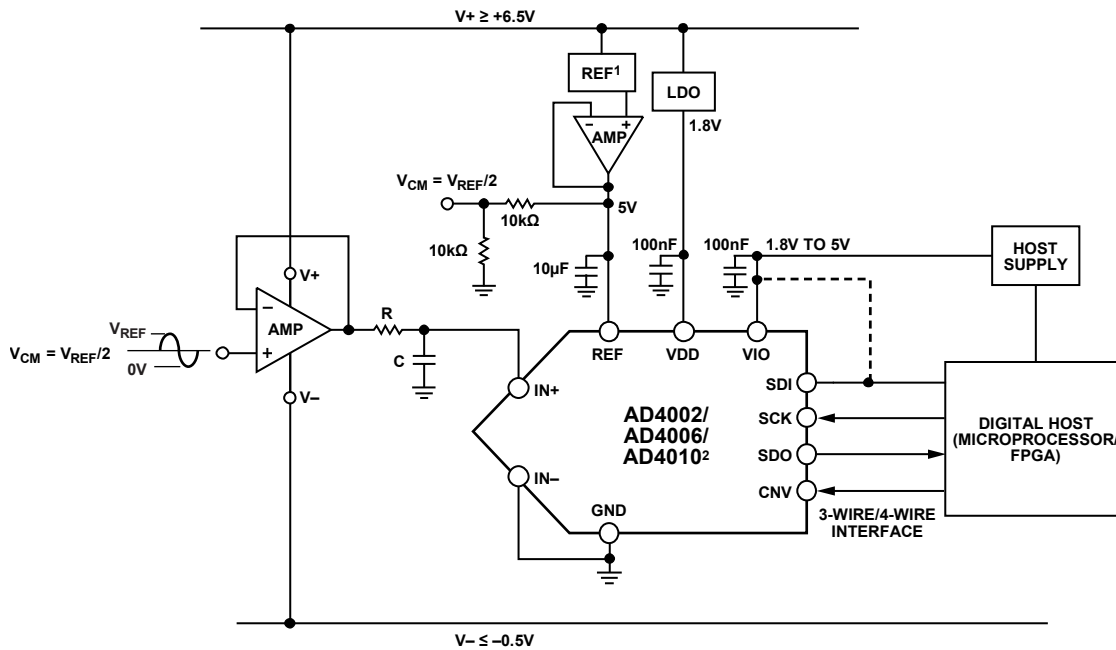 V+ ≥ +6.5V
REF¹
LDO
AMP
– +
1.8V
V_CM = V_REF/2
5V
10kΩ
10kΩ
10µF
100nF
100nF
1.8V TO 5V
HOST
SUPPLY
V+
–
AMP
+
V–
R
C
V_REF
V_CM = V_REF/2
0V
REF
VDD
VIO
IN+
IN–
AD4002/
AD4006/
AD4010²
SDI
SCK
SDO
CNV
GND
3-WIRE/4-WIRE
INTERFACE
DIGITAL HOST
(MICROPROCESSOR/
FPGA)
V– ≤ –0.5V